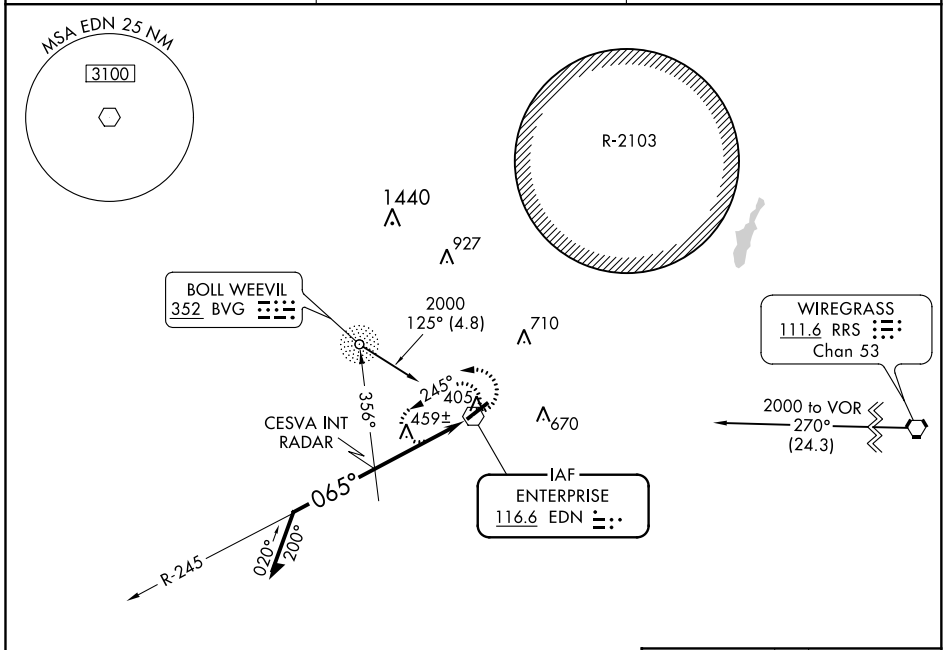 MSA EDN 25 NM
3100
R-2103
1440
927
BOLL WEEVIL
352 BVG
2000
125° (4.8)
710
WIREGRASS
111.6 RRS
Chan 53
356°
245°
405
459±
670
CESVA INT
RADAR
2000 to VOR
270°
(24.3)
065°
IAF
ENTERPRISE
116.6 EDN
020°
200°
R-245